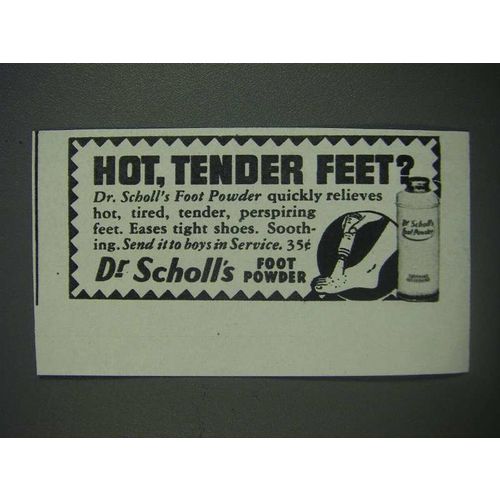 HOT, TENDER FEET?
Dr. Scholl's Foot Powder quickly relieves
hot, tired, tender, perspiring
feet. Eases tight shoes. Sooth-
ing. Send it to boys in Service. 35¢
Dr Scholl's FOOT
POWDER
Dr Scholl's
Foot Powder